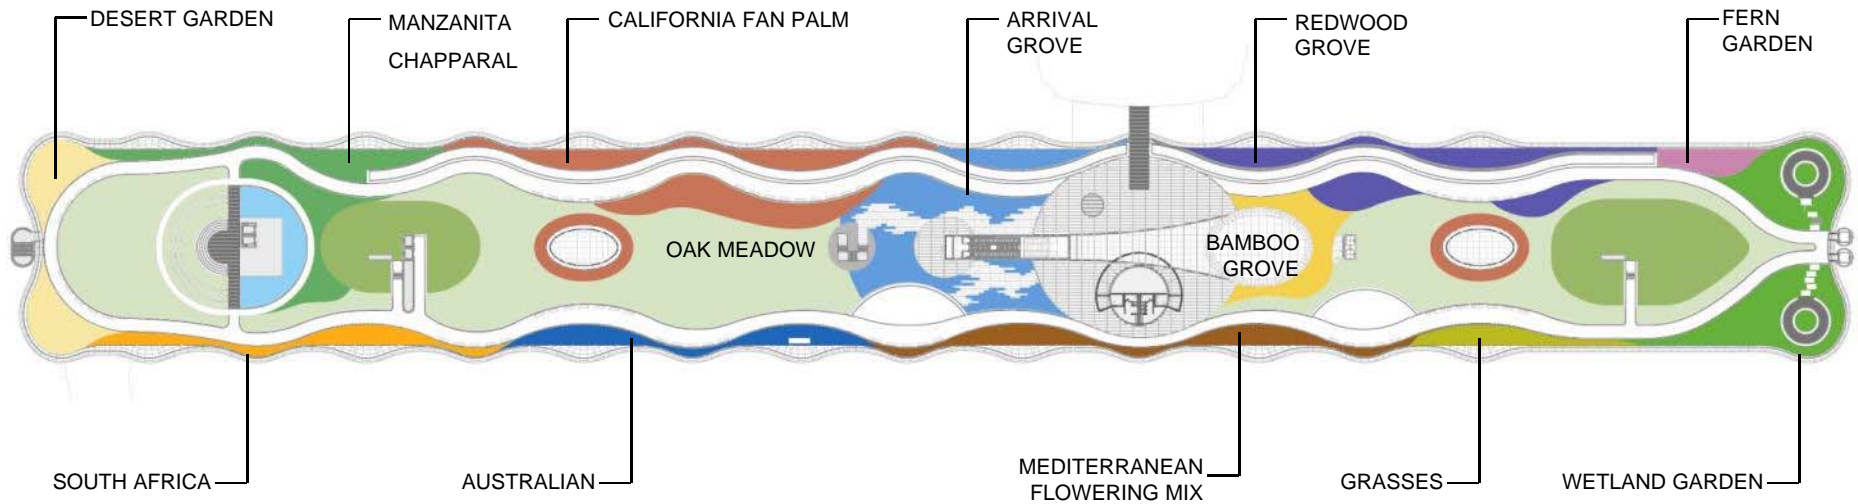 DESERT GARDEN
MANZANITA
CHAPPARAL
CALIFORNIA FAN PALM
ARRIVAL
GROVE
REDWOOD
GROVE
FERN
GARDEN
OAK MEADOW
BAMBOO
GROVE
SOUTH AFRICA
AUSTRALIAN
MEDITERRANEAN
FLOWERING MIX
GRASSES
WETLAND GARDEN